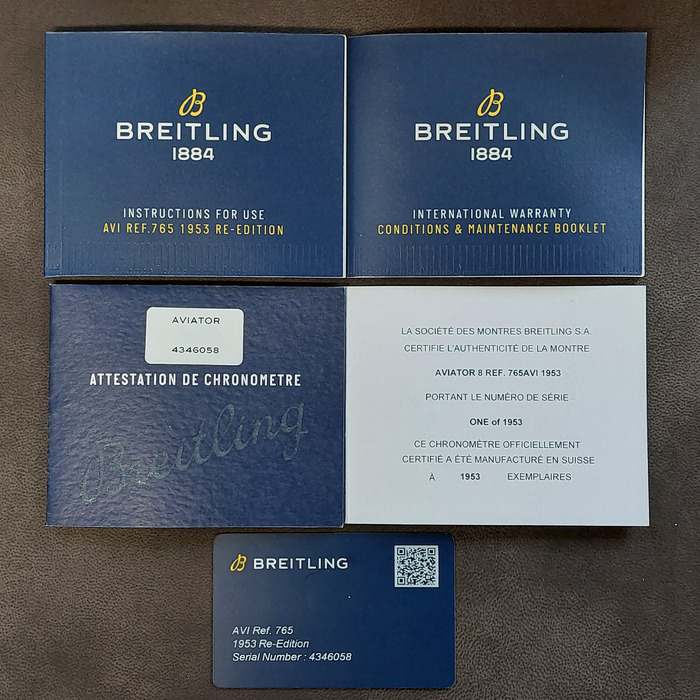 BREITLING
1884
INSTRUCTIONS FOR USE
AVI REF.765 1953 RE-EDITION
BREITLING
1884
INTERNATIONAL WARRANTY
CONDITIONS & MAINTENANCE BOOKLET
AVIATOR
4346058
ATTESTATION DE CHRONOMETRE
Breitling
LA SOCIÉTÉ DES MONTRES BREITLING S.A.
CERTIFIE L'AUTHENTICITÉ DE LA MONTRE
AVIATOR 8 REF. 765AVI 1953
PORTANT LE NUMÉRO DE SÉRIE
ONE of 1953
CE CHRONOMÈTRE OFFICIELLEMENT
CERTIFIÉ A ÉTÉ MANUFACTURÉ EN SUISSE
À 1953 EXEMPLAIRES
BREITLING
AVI Ref. 765
1953 Re-Edition
Serial Number : 4346058